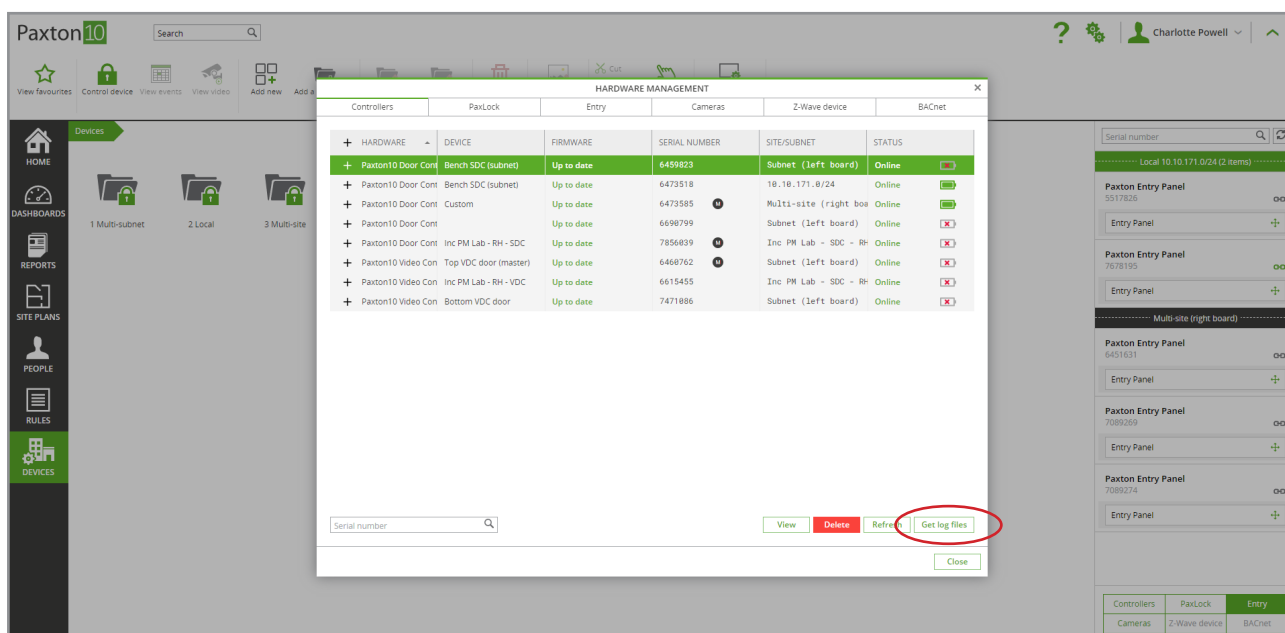 Paxton10
Search
Charlotte Powell
View favourites
Control device
View events
View video
Add new
Add a
Cut
HARDWARE MANAGEMENT
Controllers PaxLock Entry Cameras Z-Wave device BACnet
HARDWARE DEVICE FIRMWARE SERIAL NUMBER SITE/SUBNET STATUS
Paxton10 Door Cont Bench SDC (subnet) Up to date 6459823 Subnet (left board) Online
Paxton10 Door Cont Bench SDC (subnet) Up to date 6473518 10.10.171.0/24 Online
Paxton10 Door Cont Custom Up to date 6473585 M Multi-site (right boa Online
Paxton10 Door Cont Up to date 6690799 Subnet (left board) Online
Paxton10 Door Cont Inc PM Lab - RH - SDC Up to date 7856039 M Inc PM Lab - SDC - RH Online
Paxton10 Video Con Top VDC door (master) Up to date 6460762 M Subnet (left board) Online
Paxton10 Video Con Inc PM Lab - RH - VDC Up to date 6615455 Inc PM Lab - SDC - RH Online
Paxton10 Video Con Bottom VDC door Up to date 7471086 Subnet (left board) Online
Serial number
View Delete Refresh Get log files
Close
HOME
DASHBOARDS
REPORTS
SITE PLANS
PEOPLE
RULES
DEVICES
Devices
1 Multi-subnet 2 Local 3 Multi-site
Serial number
Local 10.10.171.0/24 (2 items)
Paxton Entry Panel
5517826
Entry Panel
Paxton Entry Panel
7678195
Entry Panel
Multi-site (right board)
Paxton Entry Panel
6451631
Entry Panel
Paxton Entry Panel
7089269
Entry Panel
Paxton Entry Panel
7089274
Entry Panel
Controllers PaxLock Entry
Cameras Z-Wave device BACnet